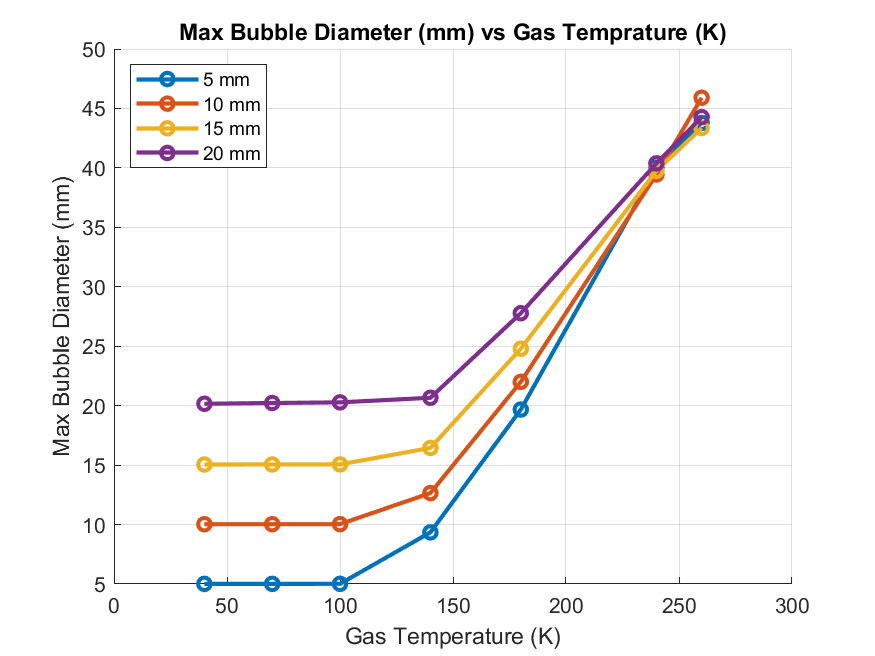 Max Bubble Diameter (mm) vs Gas Temprature (K)
50
45
40
35
30
25
20
15
10
5
Max Bubble Diameter (mm)
5 mm
10 mm
15 mm
20 mm
0
50
100
150
200
250
300
Gas Temperature (K)